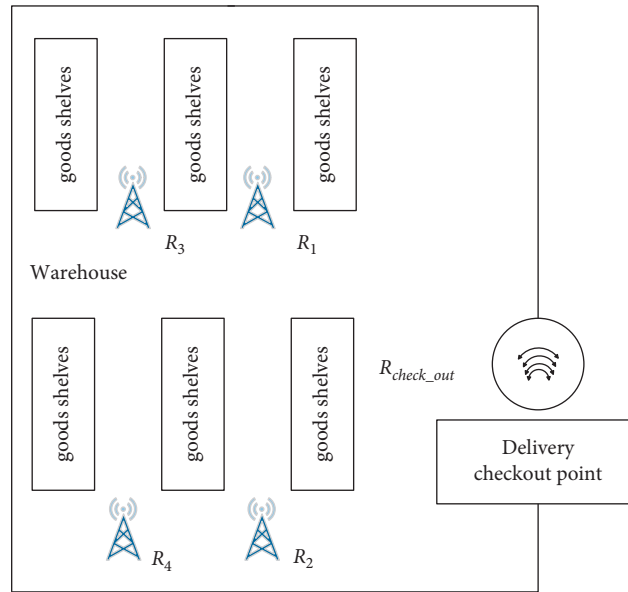 goods shelves
goods shelves
goods shelves
R3
R1
Warehouse
goods shelves
goods shelves
goods shelves
Rcheck_out
Delivery
checkout point
R4
R2